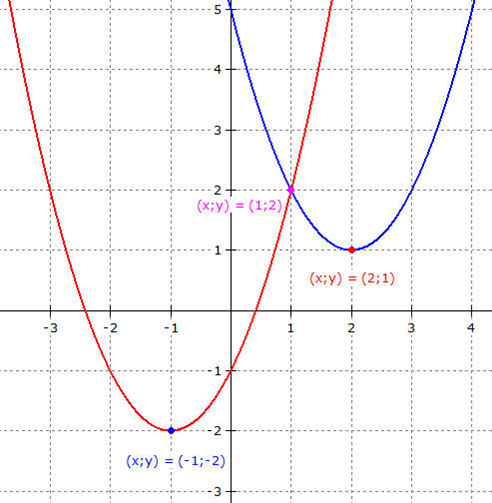 5
4
3
2
(x;y) = (1;2)
1
(x;y) = (2;1)
-3 -2 -1 1 2 3 4
-1
-2
(x;y) = (-1;-2)
-3